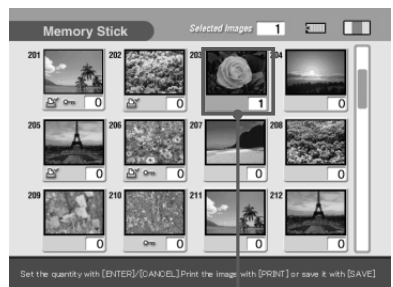 Memory Stick Selected Images 1
201 202 203 204
0 0 1 0
205 206 207 208
0 0 0 0
209 210 211 212
0 0 0 0
Set the quantity with [ENTER]/[CANCEL].Print the image with [PRINT] or save it with [SAVE]